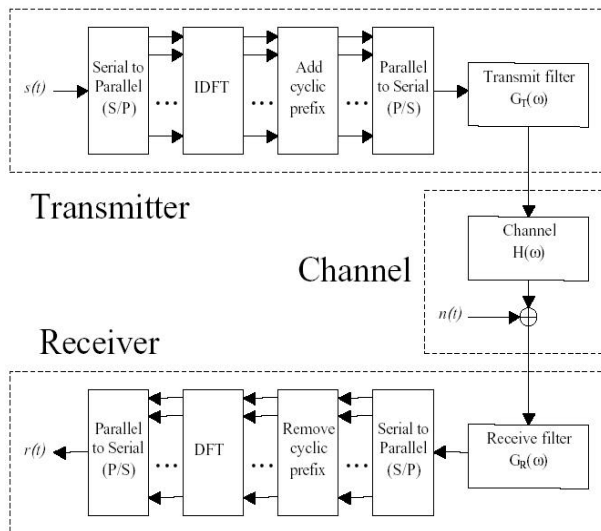 s(t)
Serial to
Parallel
(S/P)
...
IDFT
...
Add
cyclic
prefix
...
Parallel
to Serial
(P/S)
Transmit filter
G_T(ω)
Transmitter
Channel
H(ω)
Channel
n(t)
Receiver
r(t)
Parallel
to Serial
(P/S)
...
DFT
...
Remove
cyclic
prefix
...
Serial to
Parallel
(S/P)
Receive filter
G_R(ω)